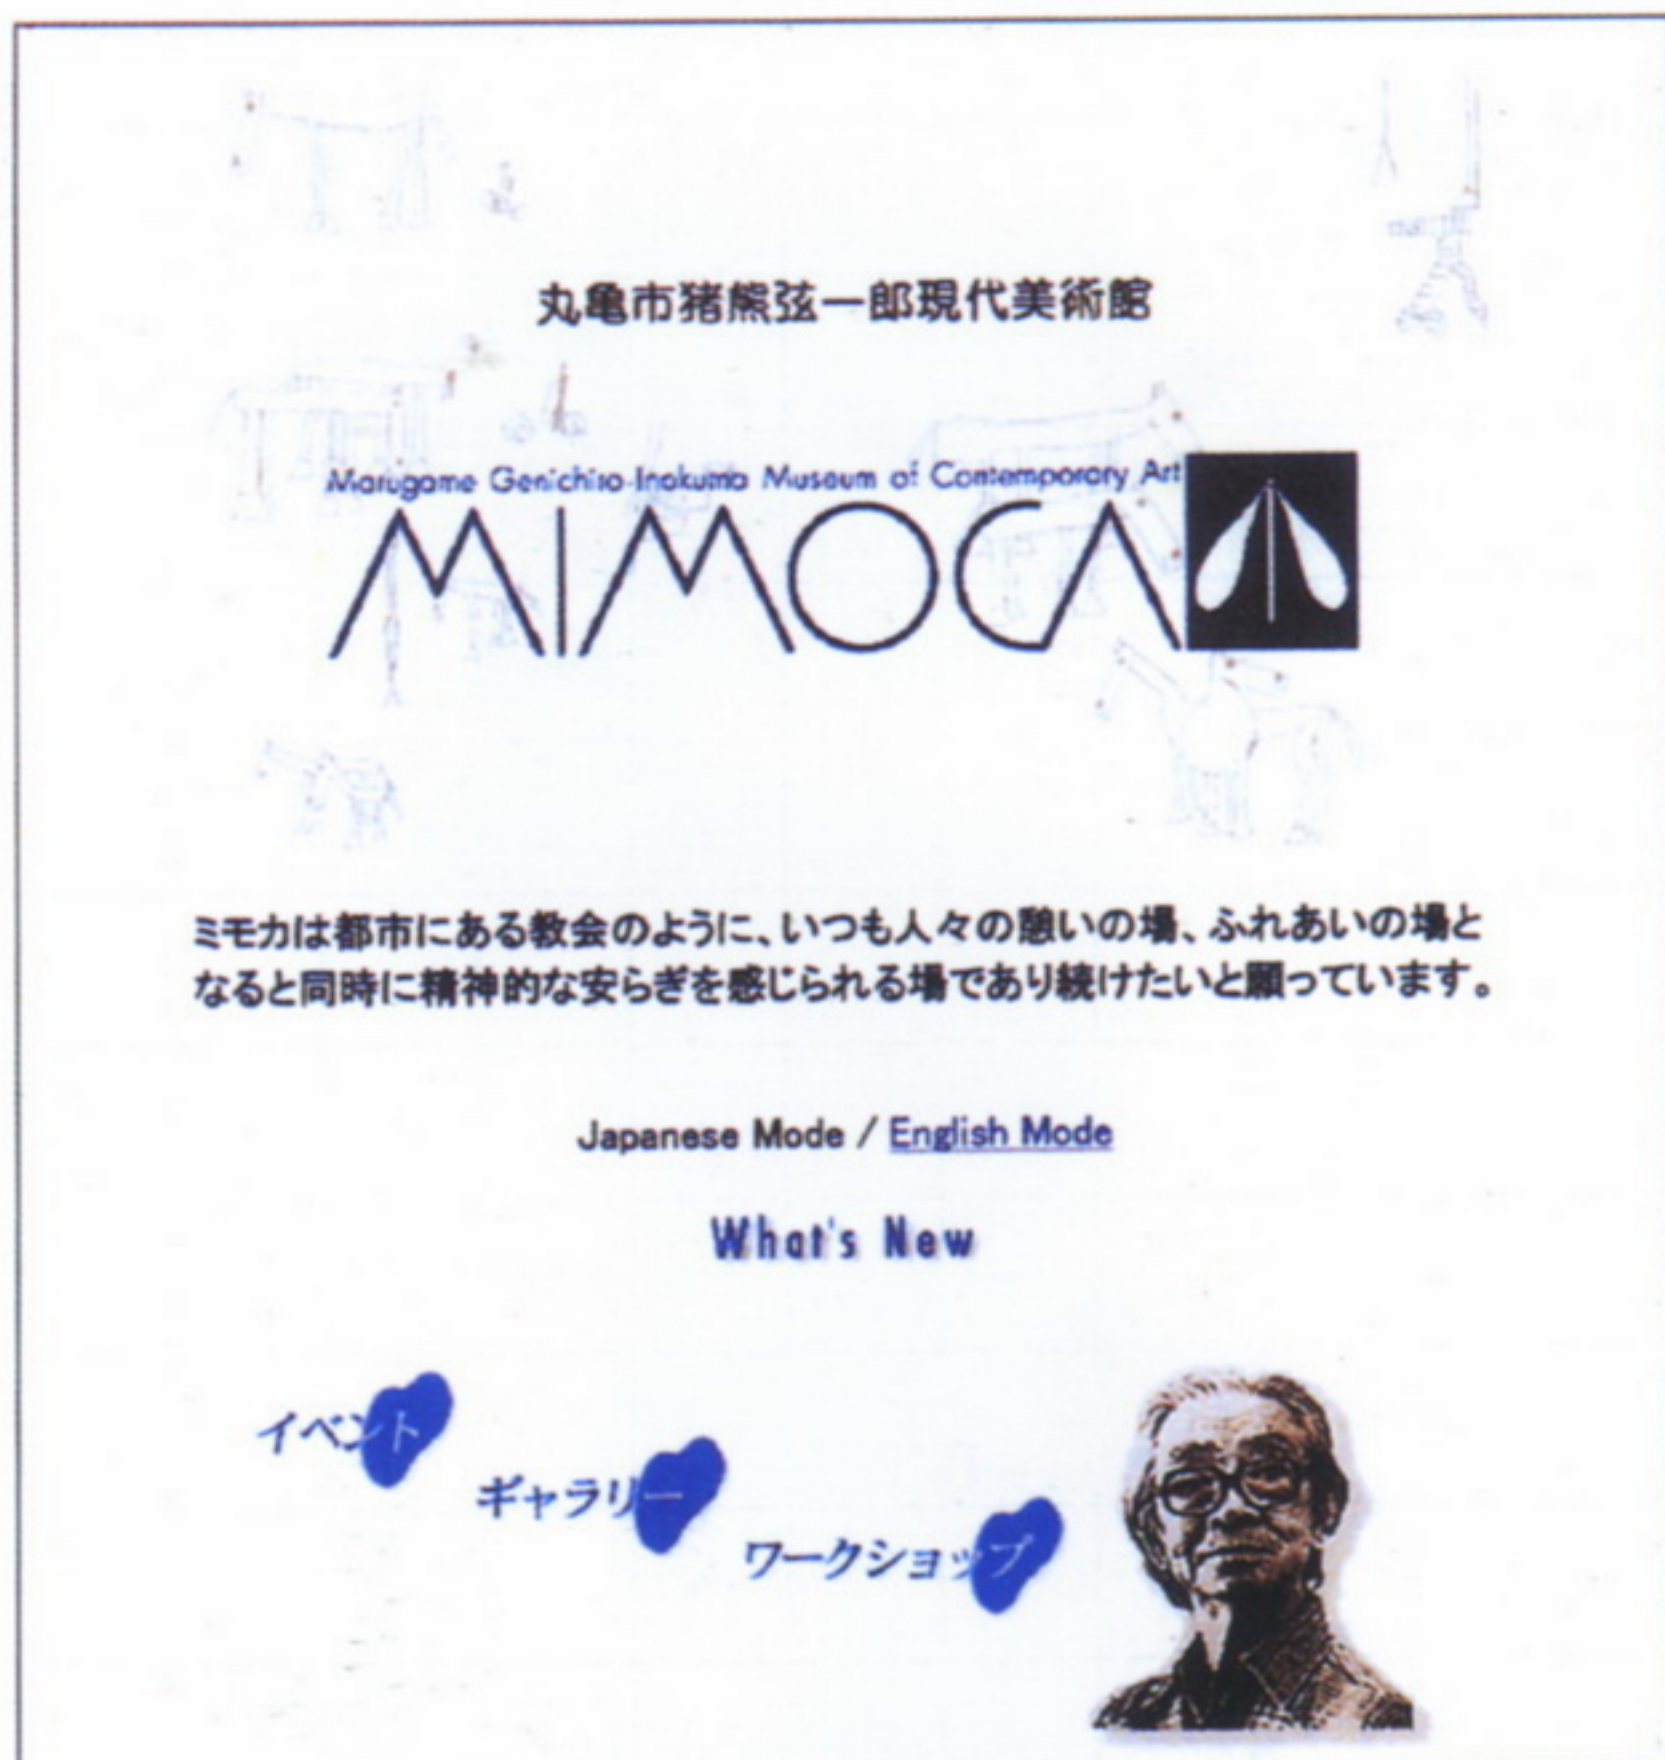 丸亀市猪熊弦一郎現代美術館
Marugame Genichiro-Inokuma Museum of Contemporary Art
MIMOCA
ミモカは都市にある教会のように、いつも人々の憩いの場、ふれあいの場と
なると同時に精神的な安らぎを感じられる場であり続けたいと願っています。
Japanese Mode / English Mode
What's New
イベント
ギャラリー
ワークショップ